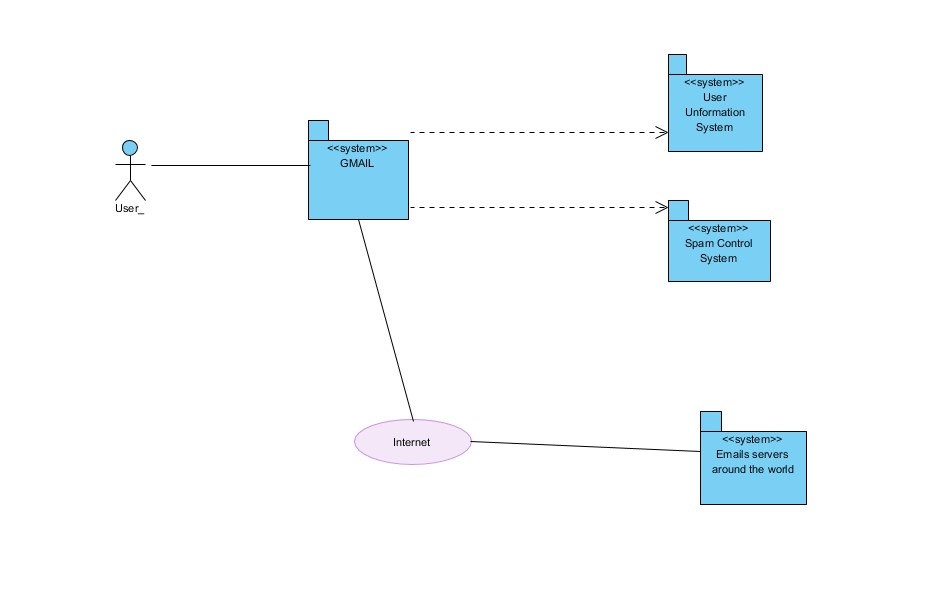 User_
<<system>>
GMAIL
<<system>>
User
Unformation
System
<<system>>
Spam Control
System
Internet
<<system>>
Emails servers
around the world